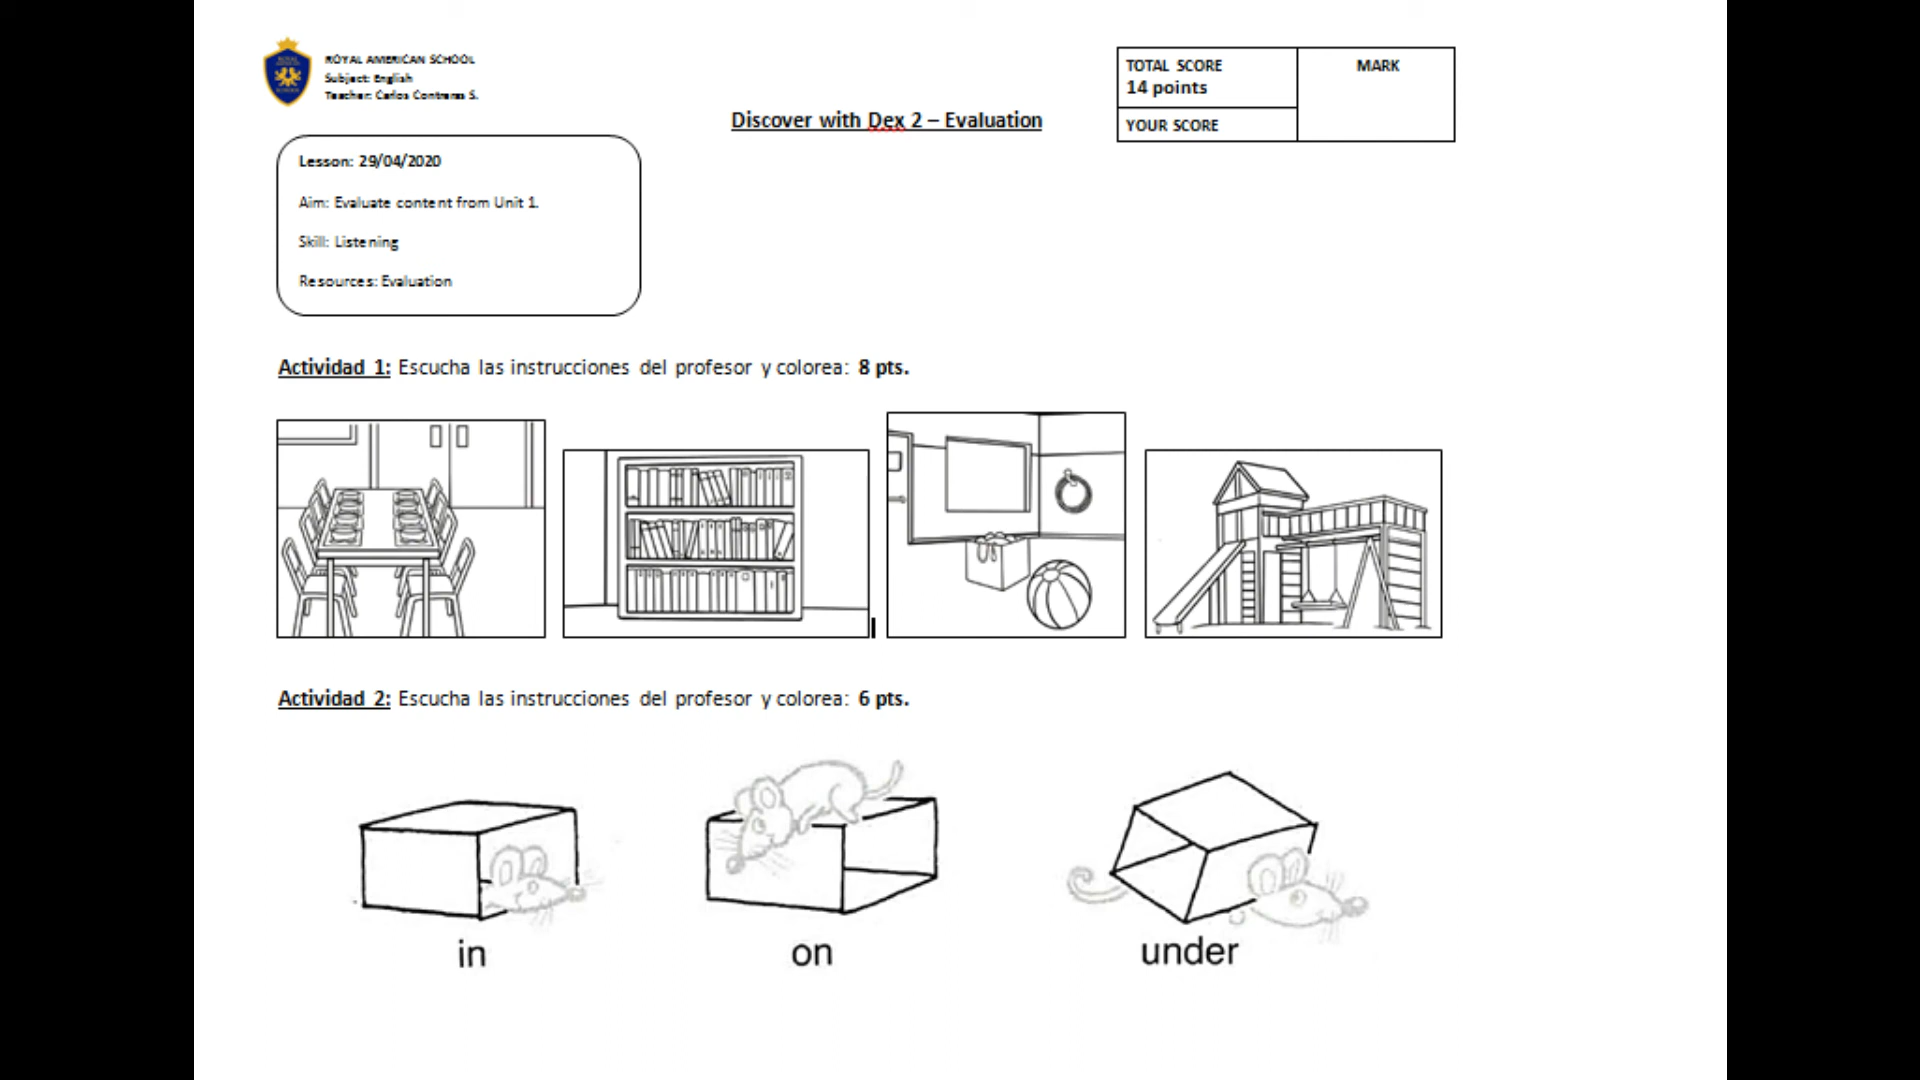 ROYAL AMERICAN SCHOOL
Subject: English
Teacher: Carlos Contreras S.
Discover with Dex 2 – Evaluation
TOTAL SCORE
14 points
YOUR SCORE
MARK
Lesson: 29/04/2020
Aim: Evaluate content from Unit 1.
Skill: Listening
Resources: Evaluation
Actividad 1: Escucha las instrucciones del profesor y colorea: 8 pts.
Actividad 2: Escucha las instrucciones del profesor y colorea: 6 pts.
in
on
under